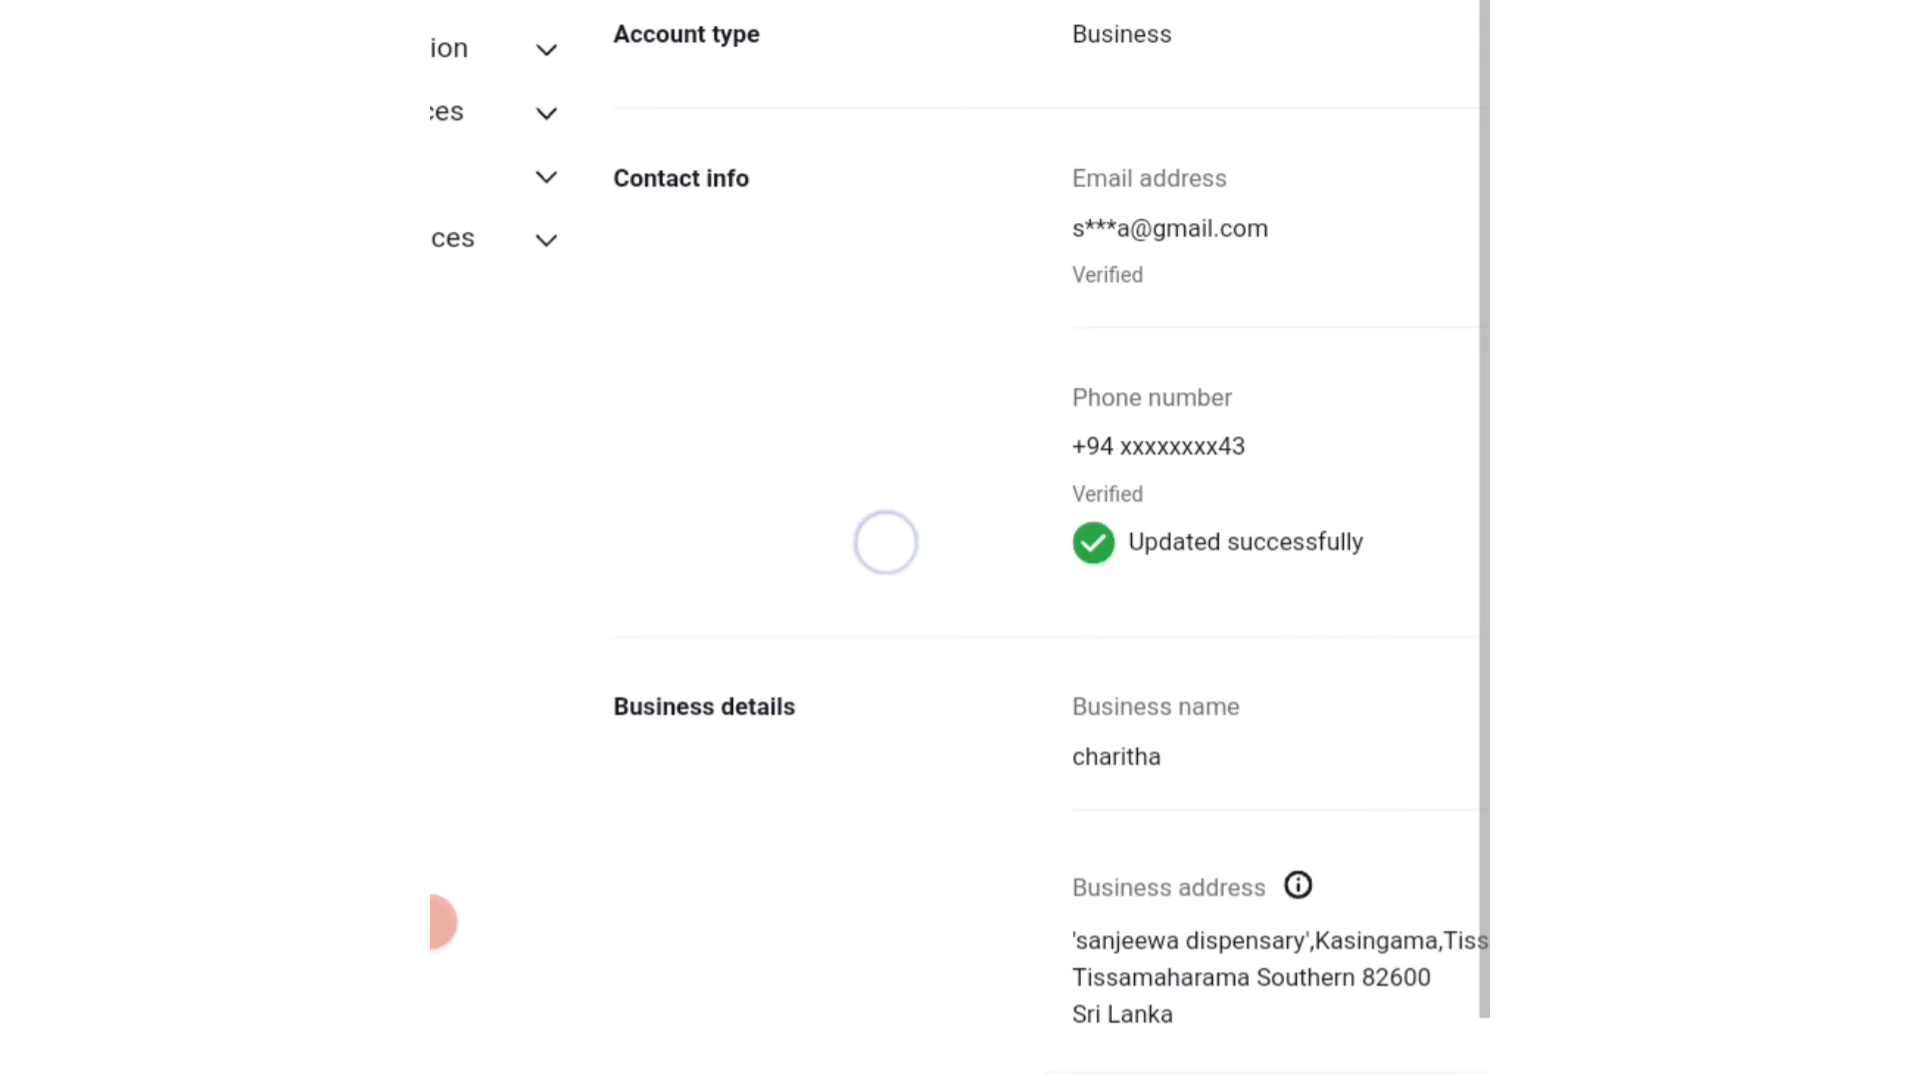 ion
ces
ces
Account type
Business
Contact info
Email address
s***a@gmail.com
Verified
Phone number
+94 xxxxxxxx43
Verified
Updated successfully
Business details
Business name
charitha
Business address
'sanjeewa dispensary',Kasingama,Tiss
Tissamaharama Southern 82600
Sri Lanka